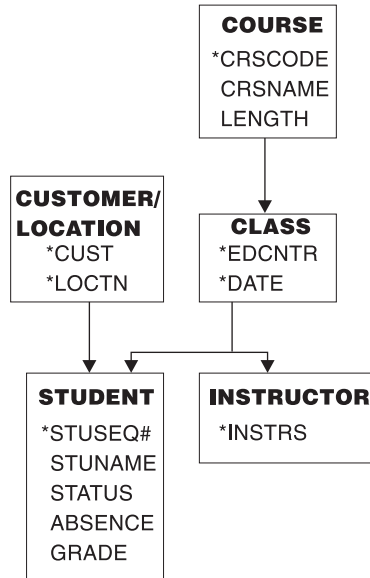 COURSE
*CRSCODE
CRSNAME
LENGTH
CUSTOMER/
LOCATION
*CUST
*LOCTN
CLASS
*EDCNTR
*DATE
STUDENT
*STUSEQ#
STUNAME
STATUS
ABSENCE
GRADE
INSTRUCTOR
*INSTRS